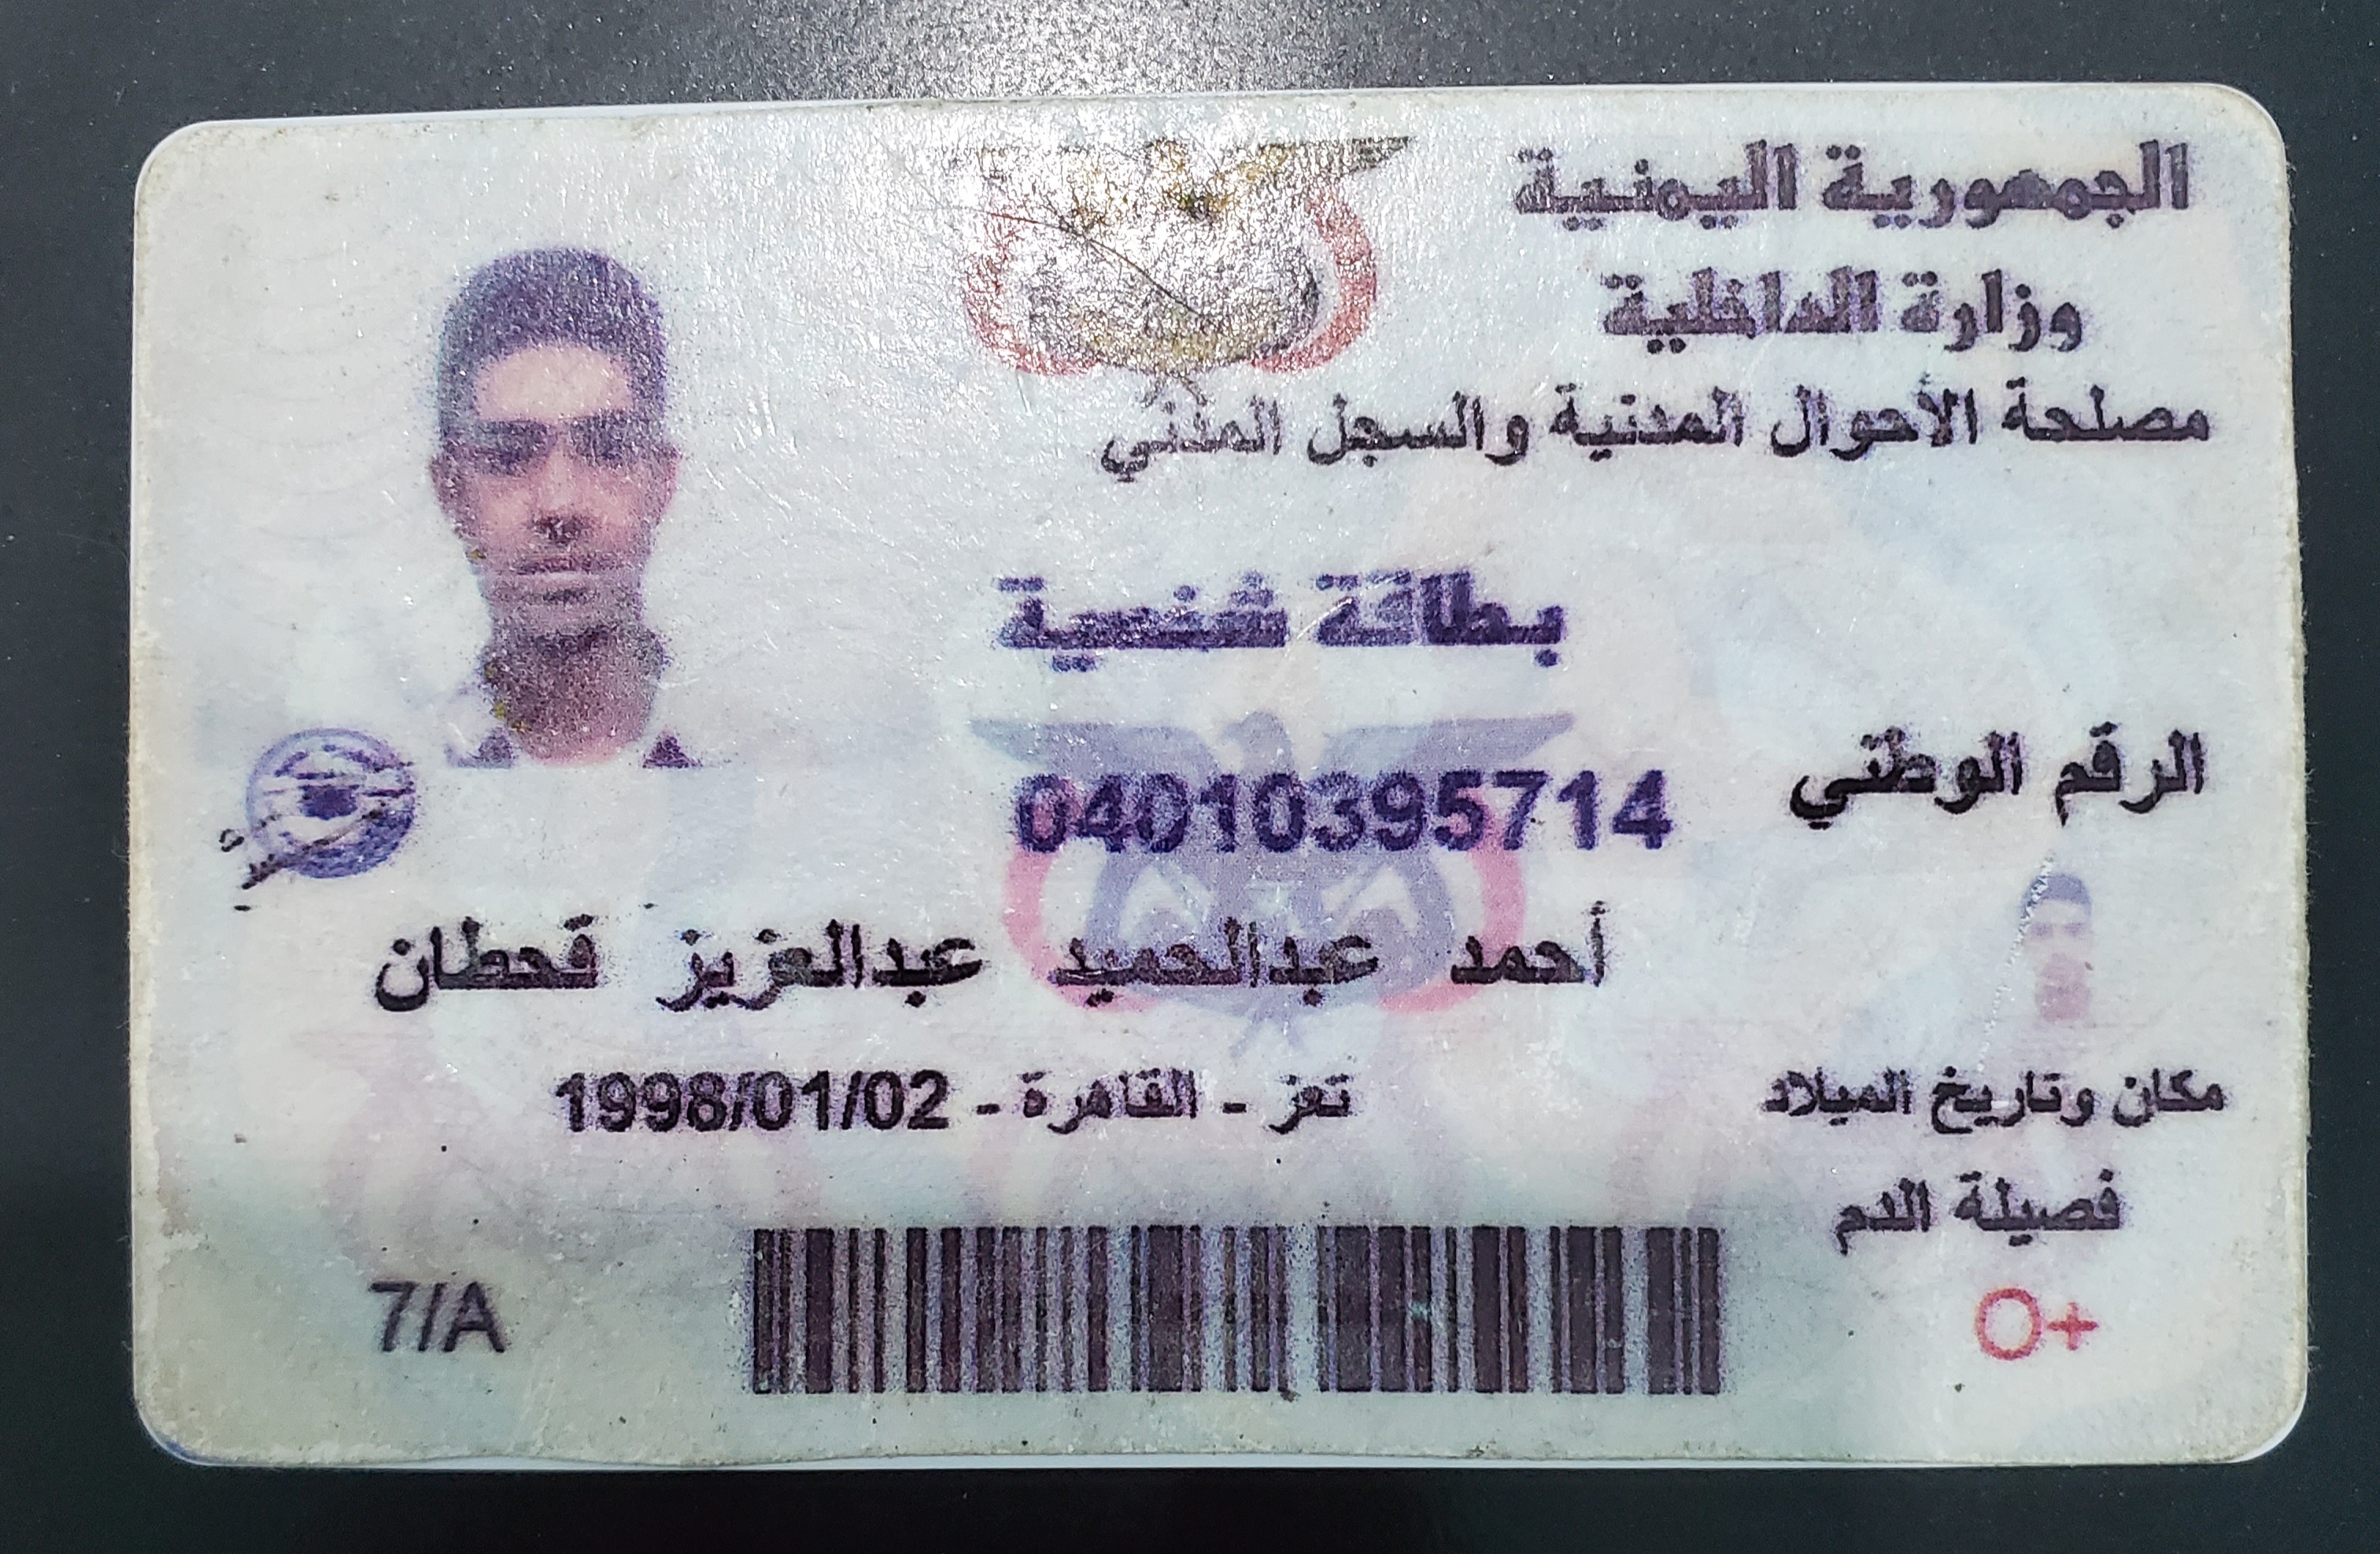 الجمهورية اليمنية
وزارة الداخلية
مصلحة الأحوال المدنية والسجل المدني
بطاقة شخصية
الرقم الوطني 04010395714
أحمد عبدالحميد عبدالعزيز قحطان
مكان وتاريخ الميلاد تعز - القاهرة - 1998/01/02
فصيلة الدم
O+
7/A